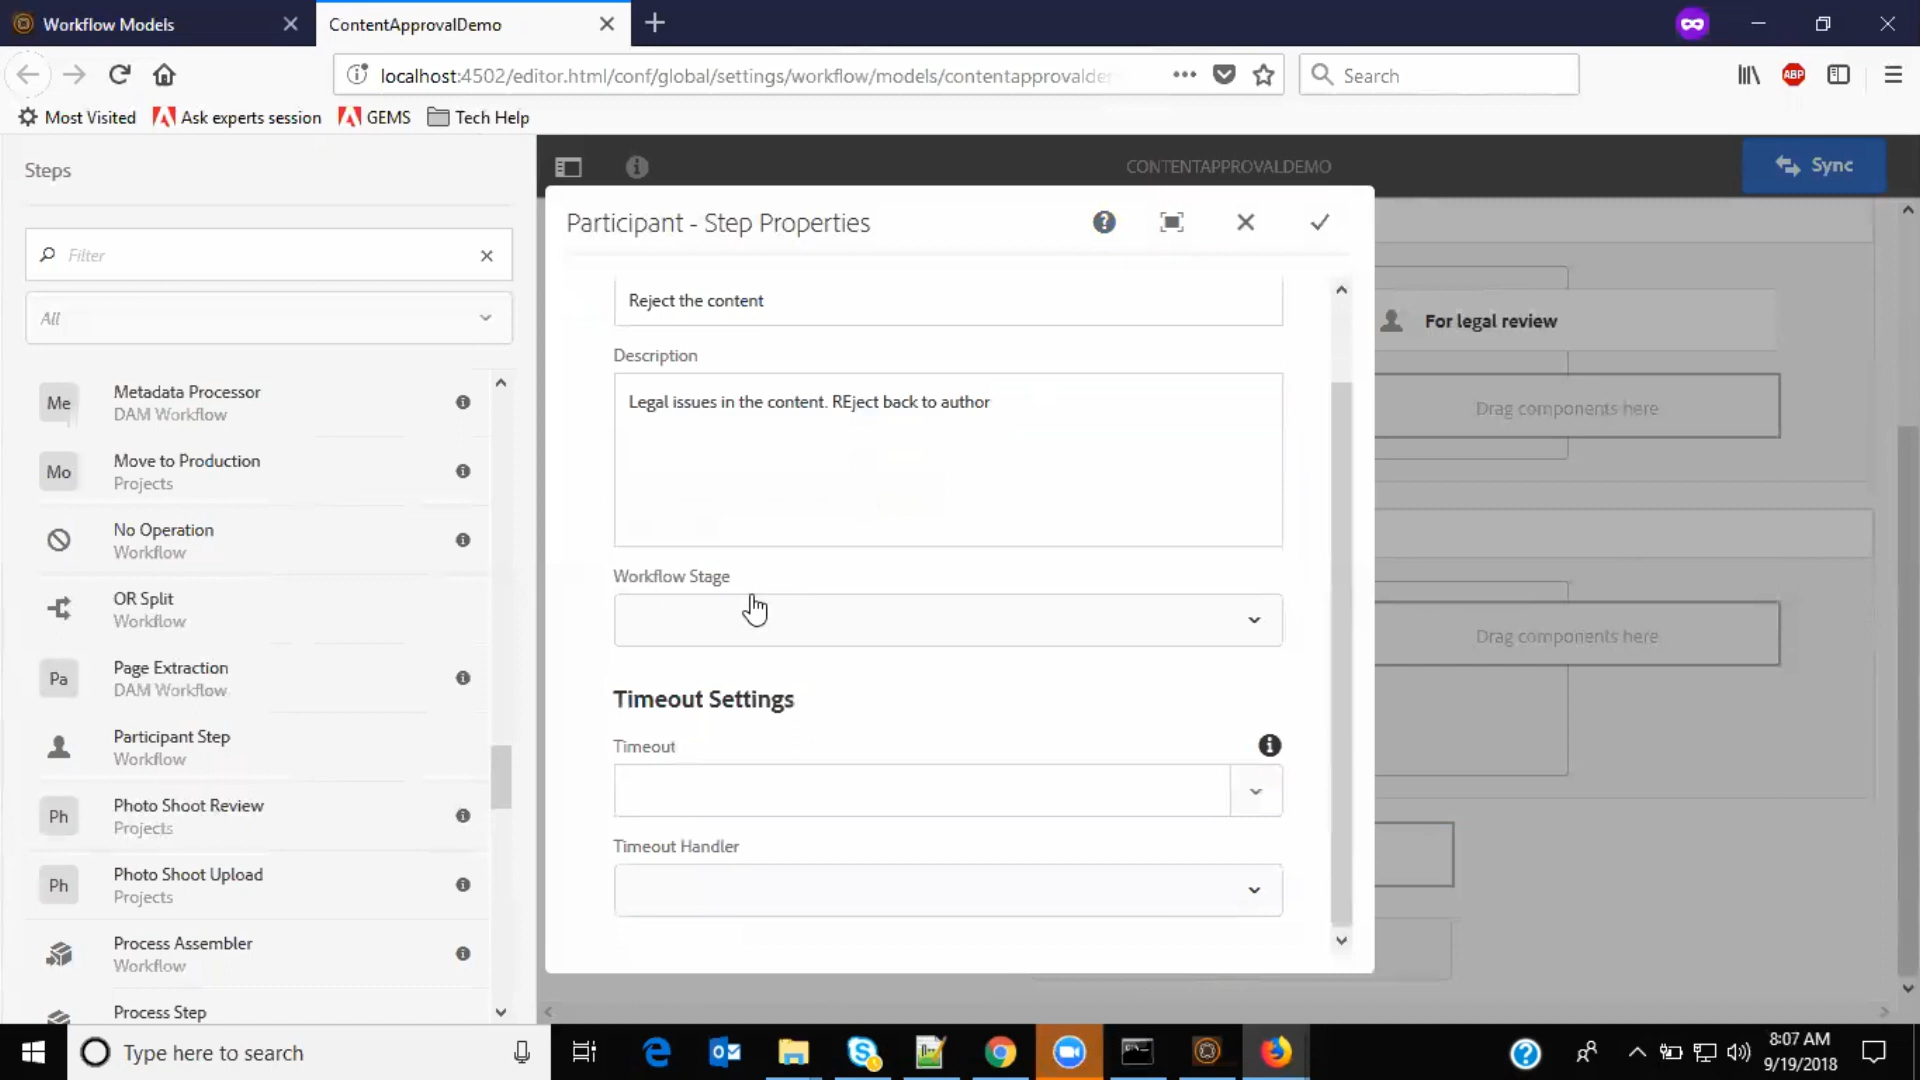 Workflow Models
ContentApprovalDemo
localhost:4502/editor.html/conf/global/settings/workflow/models/contentapprovalde
Search
ABP
Most Visited
Ask experts session
GEMS
Tech Help
Steps
CONTENTAPPROVALDEMO
Sync
Filter
All
Me
Metadata Processor
DAM Workflow
Mo
Move to Production
Projects
No Operation
Workflow
OR Split
Workflow
Pa
Page Extraction
DAM Workflow
Participant Step
Workflow
Ph
Photo Shoot Review
Projects
Ph
Photo Shoot Upload
Projects
Process Assembler
Workflow
Process Step
Participant - Step Properties
Reject the content
Description
Legal issues in the content. REject back to author
Workflow Stage
Timeout Settings
Timeout
Timeout Handler
For legal review
Drag components here
Drag components here
Type here to search
8:07 AM
9/19/2018